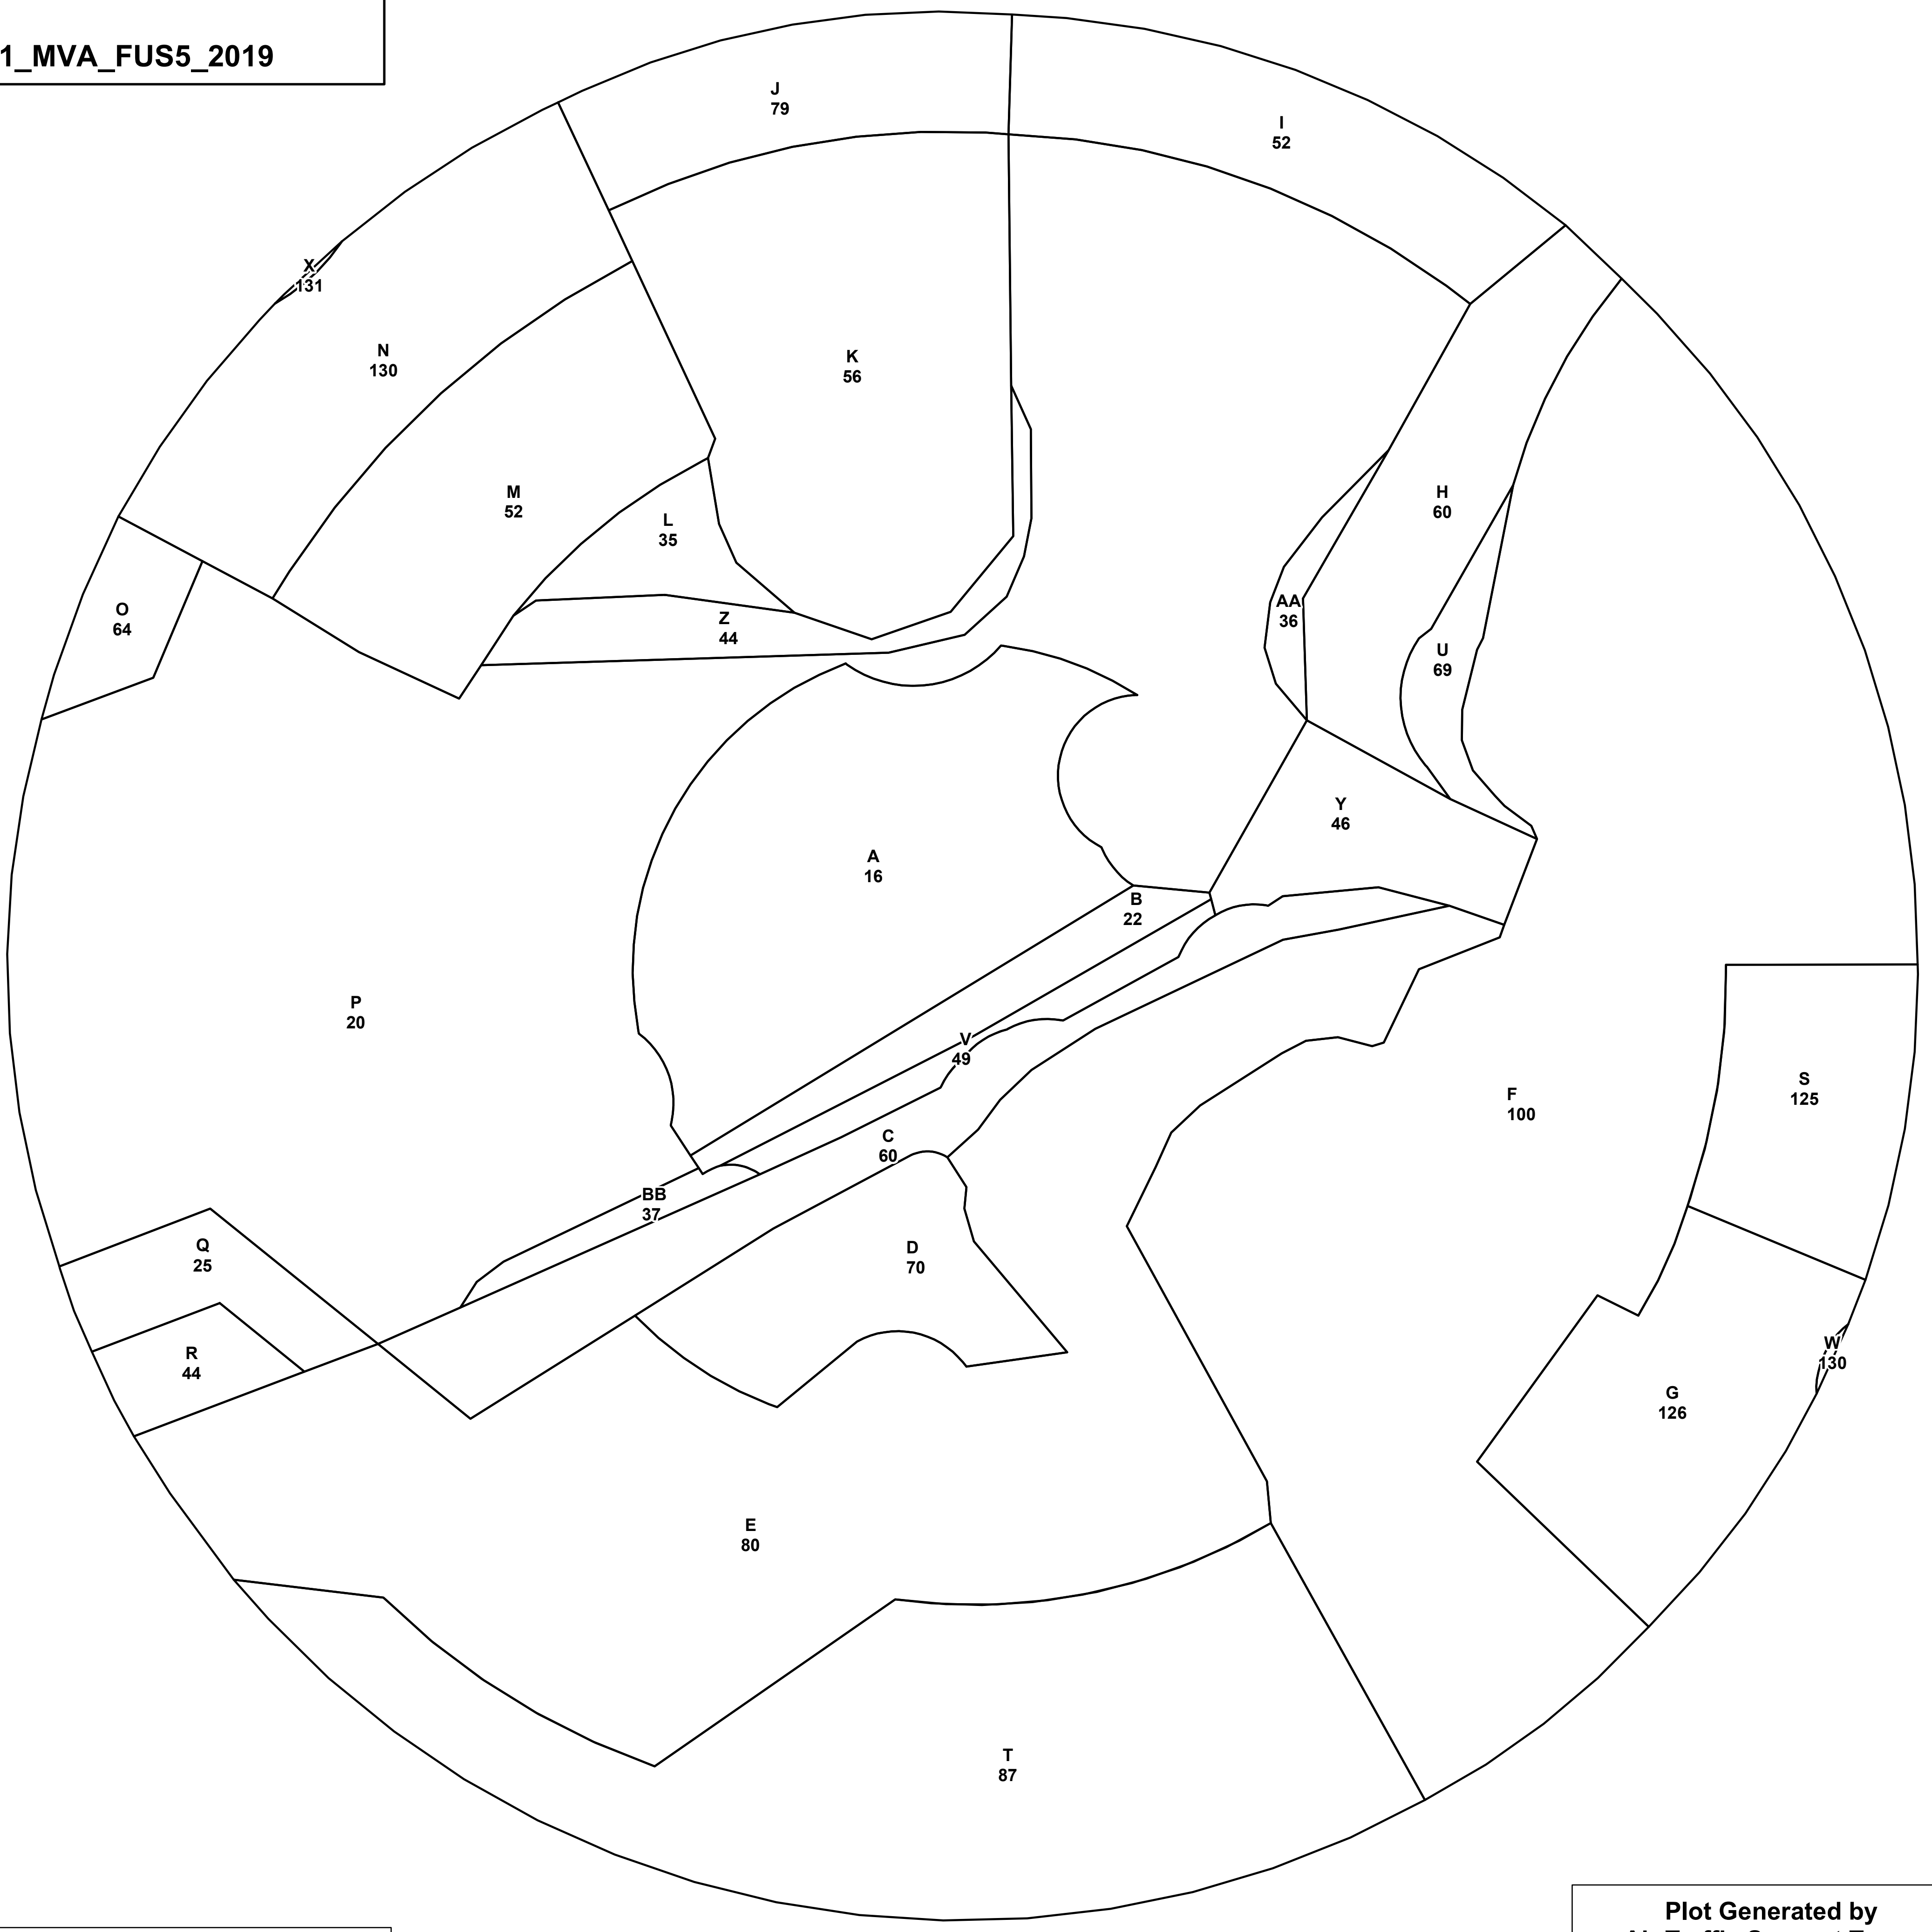 1_MVA_FUS5_2019
J
79
I
52
X
131
N
130
K
56
M
52
L
35
H
60
AA
36
O
64
Z
44
U
69
Y
46
A
16
B
22
P
20
V
49
S
125
F
100
C
60
BB
37
Q
25
D
70
R
44
W
130
G
126
E
80
T
87
Plot Generated by